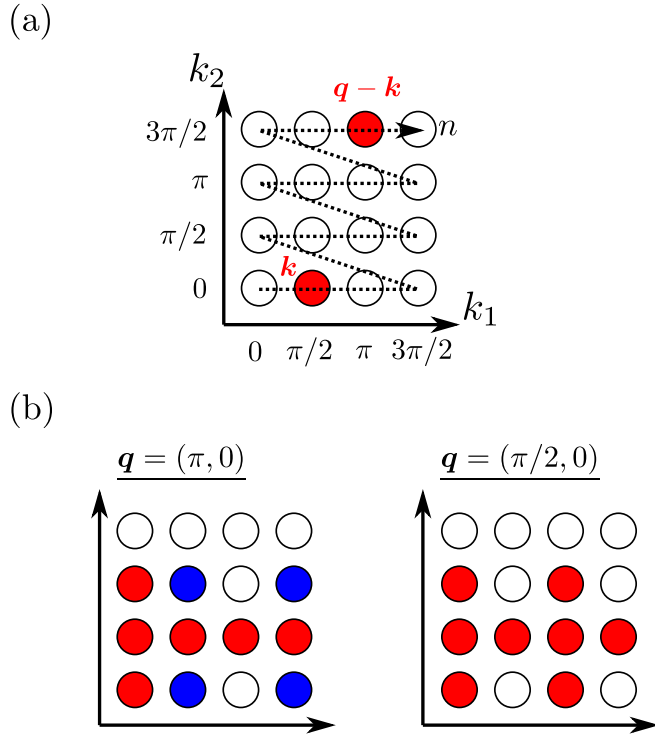 (a)
k₂
q − k
3π/2
n
π
π/2
k
0
k₁
0 π/2 π 3π/2
(b)
q = (π, 0)
q = (π/2, 0)